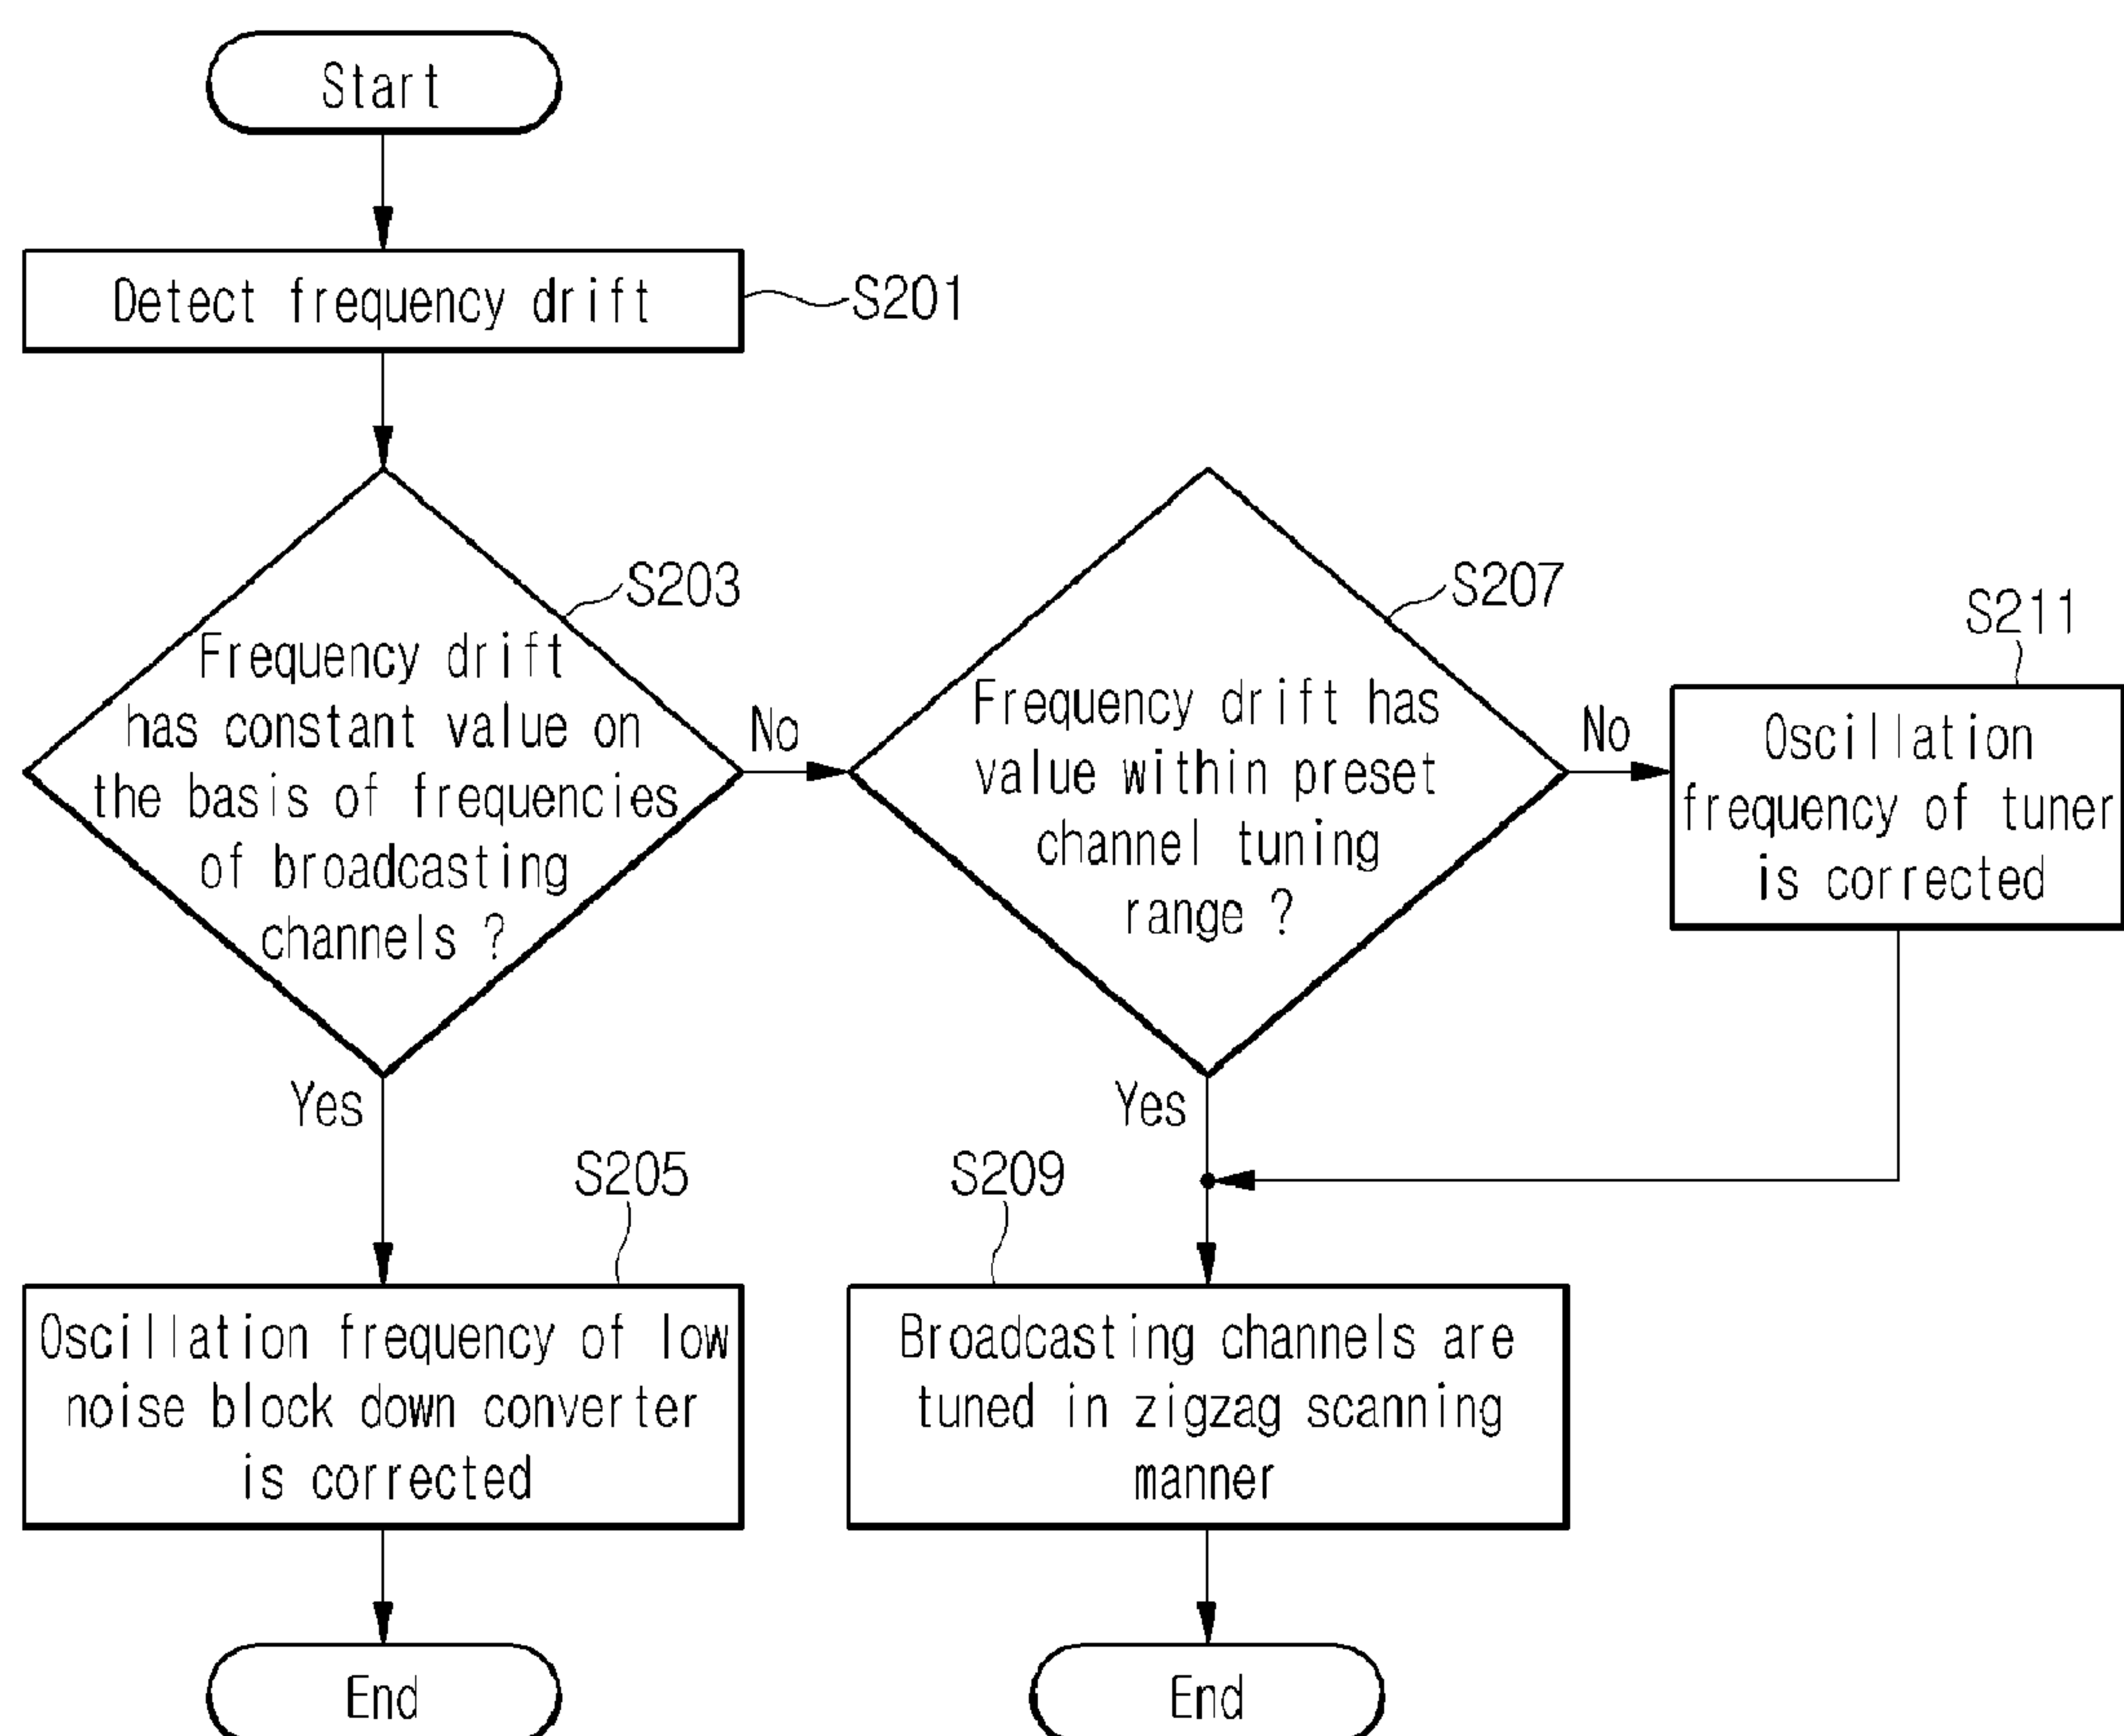 Start
Detect frequency drift
S201
S203
Frequency drift
has constant value on
the basis of frequencies
of broadcasting
channels ?
No
Yes
S207
Frequency drift has
value within preset
channel tuning
range ?
No
Yes
S211
Oscillation
frequency of tuner
is corrected
S205
Oscillation frequency of low
noise block down converter
is corrected
S209
Broadcasting channels are
tuned in zigzag scanning
manner
End
End